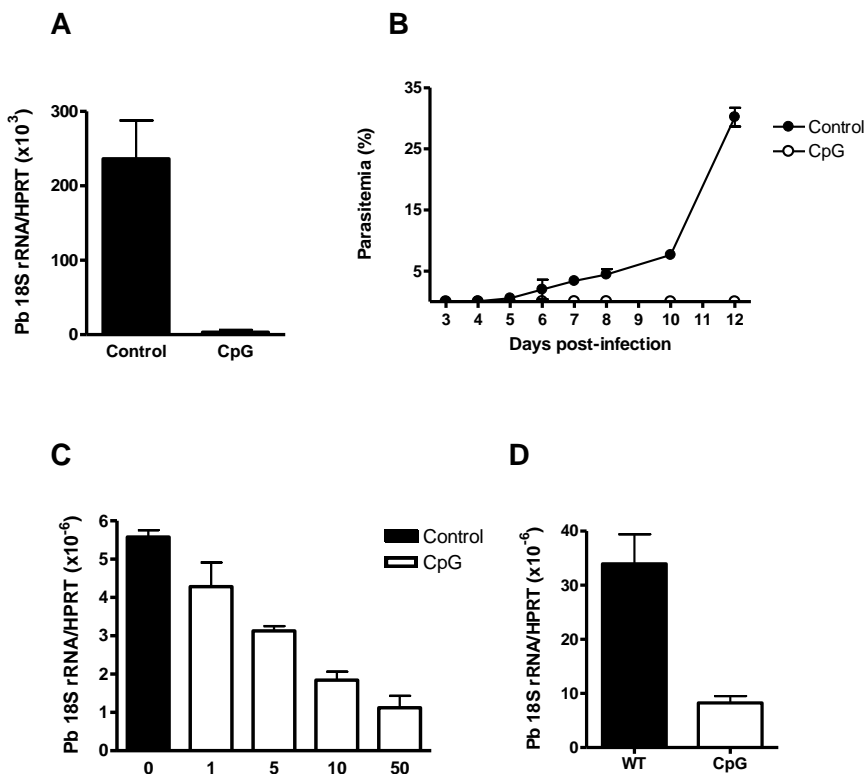 A
Pb 18S rRNA/HPRT (x10³)
300
200
100
0
Control
CpG
B
Parasitemia (%)
35
25
15
5
3 4 5 6 7 8 9 10 11 12
Days post-infection
Control
CpG
C
Pb 18S rRNA/HPRT (x10⁻⁶)
6
5
4
3
2
1
0
0 1 5 10 50
Control
CpG
D
Pb 18S rRNA/HPRT (x10⁻⁶)
40
30
20
10
0
WT
CpG